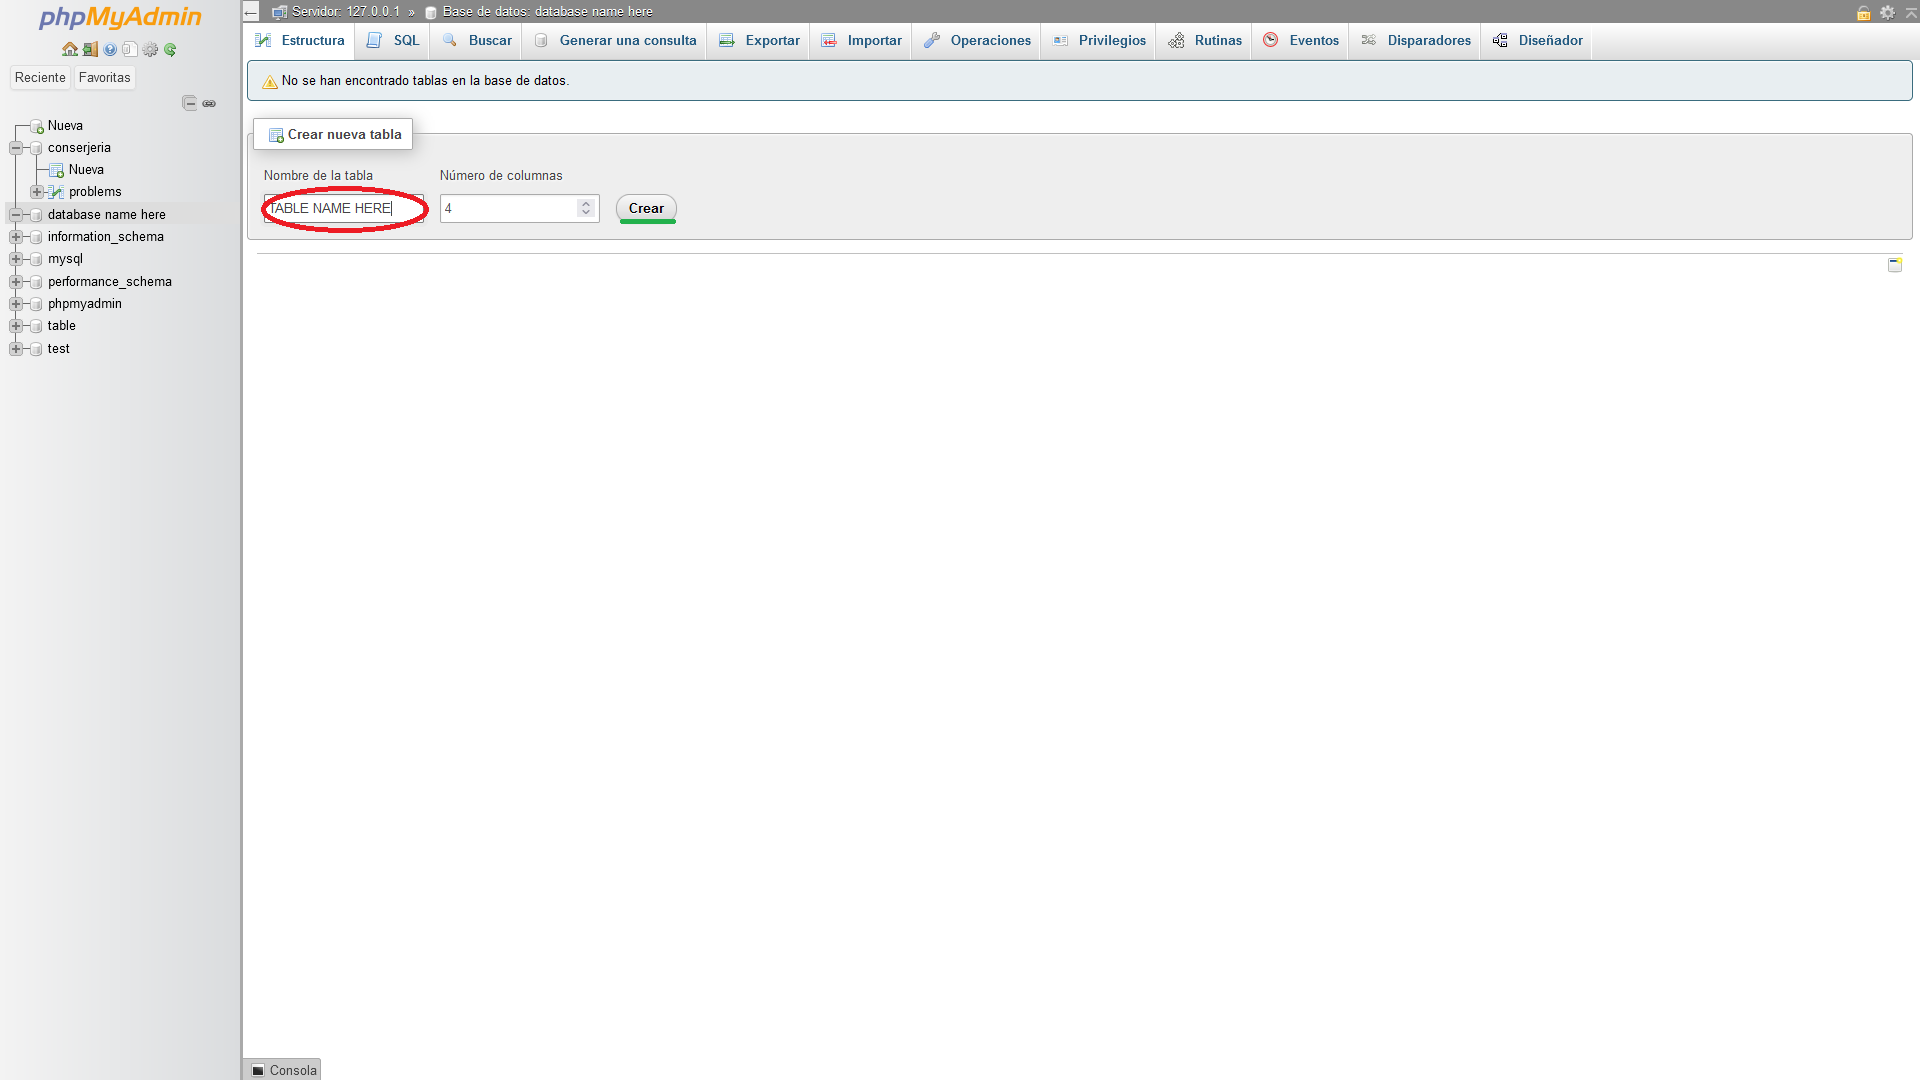 phpMyAdmin
Reciente Favoritas
Nueva
conserjeria
Nueva
problems
database name here
information_schema
mysql
performance_schema
phpmyadmin
table
test
Servidor: 127.0.0.1 » Base de datos: database name here
Estructura SQL Buscar Generar una consulta Exportar Importar Operaciones Privilegios Rutinas Eventos Disparadores Diseñador
No se han encontrado tablas en la base de datos.
Crear nueva tabla
Nombre de la tabla Número de columnas
TABLE NAME HERE 4 Crear
Consola